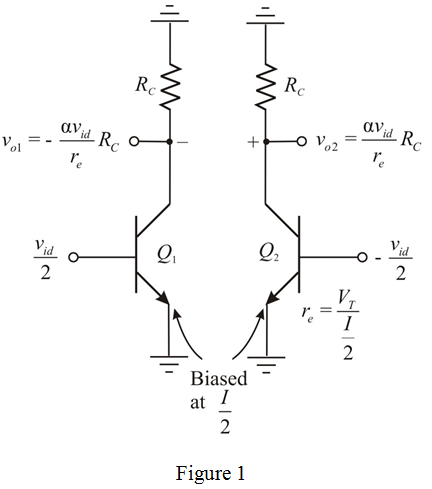 R_C
R_C
v_o1 = - αv_id/r_e R_C
-
+
v_o2 = αv_id/r_e R_C
v_id/2
Q_1
Q_2
- v_id/2
r_e = V_T/(I/2)
Biased
at I/2
Figure 1